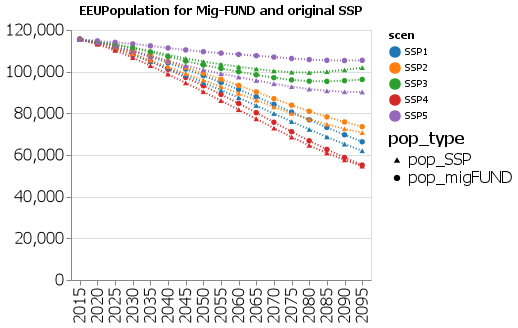 EEUPopulation for Mig-FUND and original SSP
120,000
100,000
80,000
60,000
40,000
20,000
0
2015
2020
2025
2030
2035
2040
2045
2050
2055
2060
2065
2070
2075
2080
2085
2090
2095
scen
SSP1
SSP2
SSP3
SSP4
SSP5
pop_type
pop_SSP
pop_migFUND